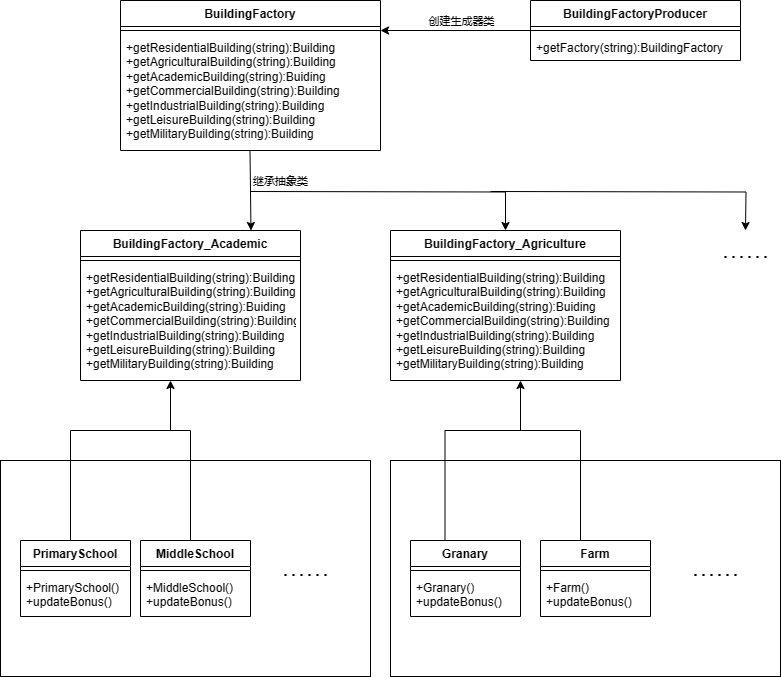 BuildingFactory
+getResidentialBuilding(string):Building
+getAgriculturalBuilding(string):Building
+getAcademicBuilding(string):Buiding
+getCommercialBuilding(string):Building
+getIndustrialBuilding(string):Building
+getLeisureBuilding(string):Building
+getMilitaryBuilding(string):Building
创建生成器类
BuildingFactoryProducer
+getFactory(string):BuildingFactory
继承抽象类
BuildingFactory_Academic
+getResidentialBuilding(string):Building
+getAgriculturalBuilding(string):Building
+getAcademicBuilding(string):Buiding
+getCommercialBuilding(string):Building
+getIndustrialBuilding(string):Building
+getLeisureBuilding(string):Building
+getMilitaryBuilding(string):Building
BuildingFactory_Agriculture
+getResidentialBuilding(string):Building
+getAgriculturalBuilding(string):Building
+getAcademicBuilding(string):Buiding
+getCommercialBuilding(string):Building
+getIndustrialBuilding(string):Building
+getLeisureBuilding(string):Building
+getMilitaryBuilding(string):Building
......
PrimarySchool
+PrimarySchool()
+updateBonus()
MiddleSchool
+MiddleSchool()
+updateBonus()
......
Granary
+Granary()
+updateBonus()
Farm
+Farm()
+updateBonus()
......